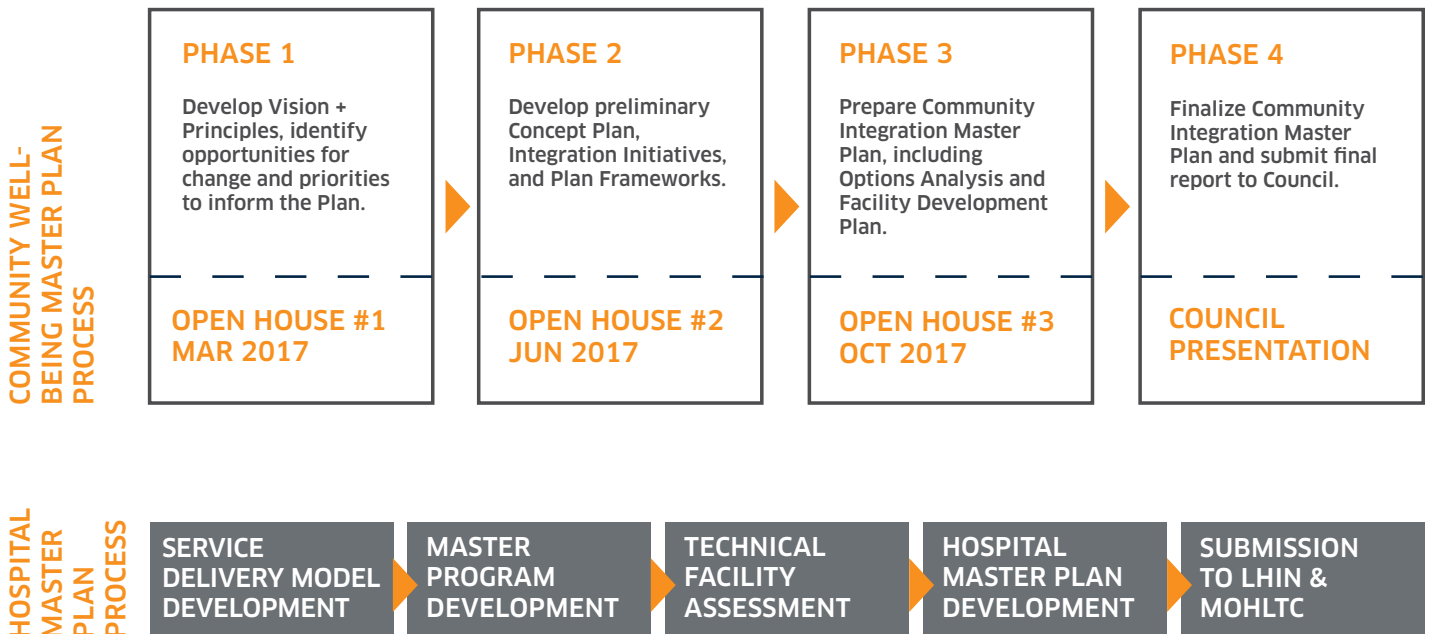 COMMUNITY WELL-
BEING MASTER PLAN
PROCESS
PHASE 1
Develop Vision +
Principles, identify
opportunities for
change and priorities
to inform the Plan.
OPEN HOUSE #1
MAR 2017
PHASE 2
Develop preliminary
Concept Plan,
Integration Initiatives,
and Plan Frameworks.
OPEN HOUSE #2
JUN 2017
PHASE 3
Prepare Community
Integration Master
Plan, including
Options Analysis and
Facility Development
Plan.
OPEN HOUSE #3
OCT 2017
PHASE 4
Finalize Community
Integration Master
Plan and submit final
report to Council.
COUNCIL
PRESENTATION
HOSPITAL
MASTER
PLAN
PROCESS
SERVICE
DELIVERY MODEL
DEVELOPMENT
MASTER
PROGRAM
DEVELOPMENT
TECHNICAL
FACILITY
ASSESSMENT
HOSPITAL
MASTER PLAN
DEVELOPMENT
SUBMISSION
TO LHIN &
MOHLTC